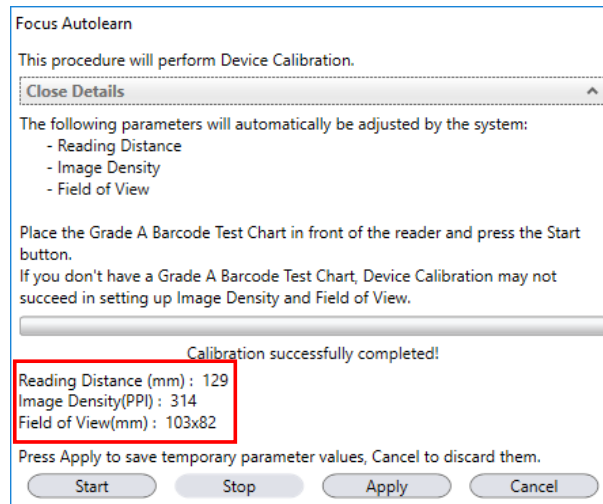 Focus Autolearn
This procedure will perform Device Calibration.
Close Details
The following parameters will automatically be adjusted by the system:
- Reading Distance
- Image Density
- Field of View
Place the Grade A Barcode Test Chart in front of the reader and press the Start
button.
If you don't have a Grade A Barcode Test Chart, Device Calibration may not
succeed in setting up Image Density and Field of View.
Calibration successfully completed!
Reading Distance (mm) : 129
Image Density(PPI) : 314
Field of View(mm) : 103x82
Press Apply to save temporary parameter values, Cancel to discard them.
Start Stop Apply Cancel